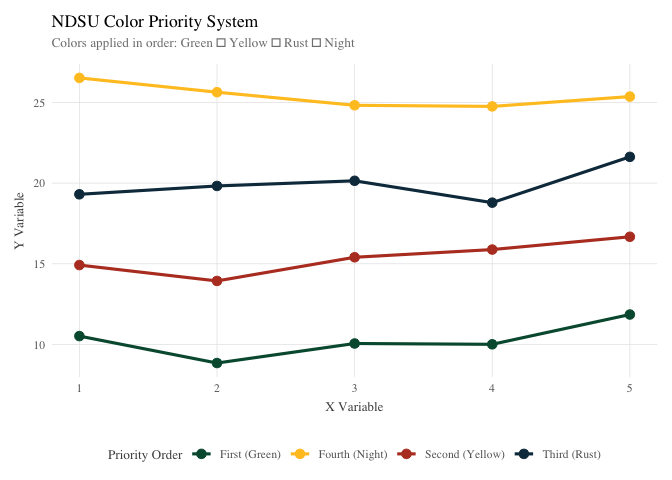 NDSU Color Priority System
Colors applied in order: Green □ Yellow □ Rust □ Night
25
20
15
10
Y Variable
1 2 3 4 5
X Variable
Priority Order First (Green) Fourth (Night) Second (Yellow) Third (Rust)